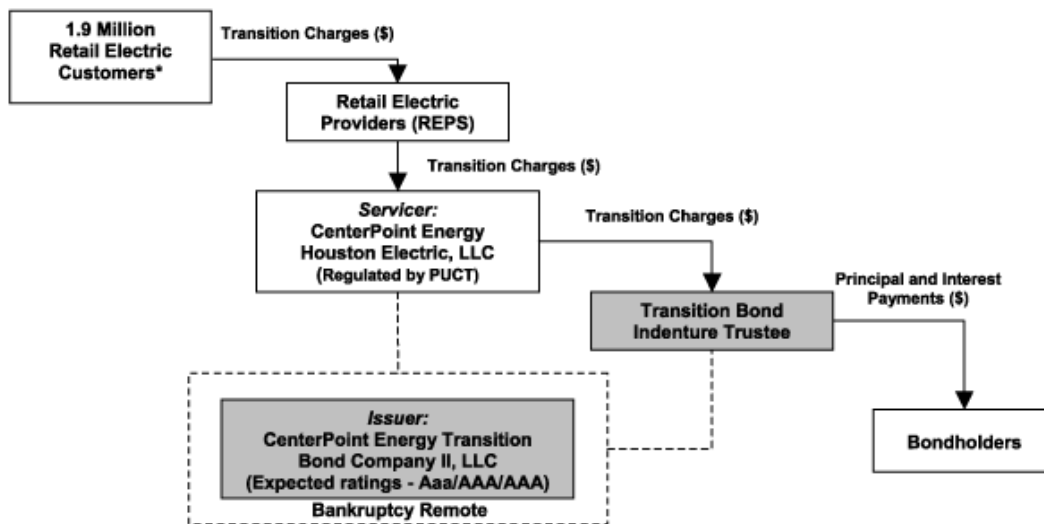 1.9 Million
Retail Electric
Customers*
Transition Charges ($)
Retail Electric
Providers (REPS)
Transition Charges ($)
Servicer:
CenterPoint Energy
Houston Electric, LLC
(Regulated by PUCT)
Transition Charges ($)
Principal and Interest
Payments ($)
Transition Bond
Indenture Trustee
Issuer:
CenterPoint Energy Transition
Bond Company II, LLC
(Expected ratings - Aaa/AAA/AAA)
Bankruptcy Remote
Bondholders